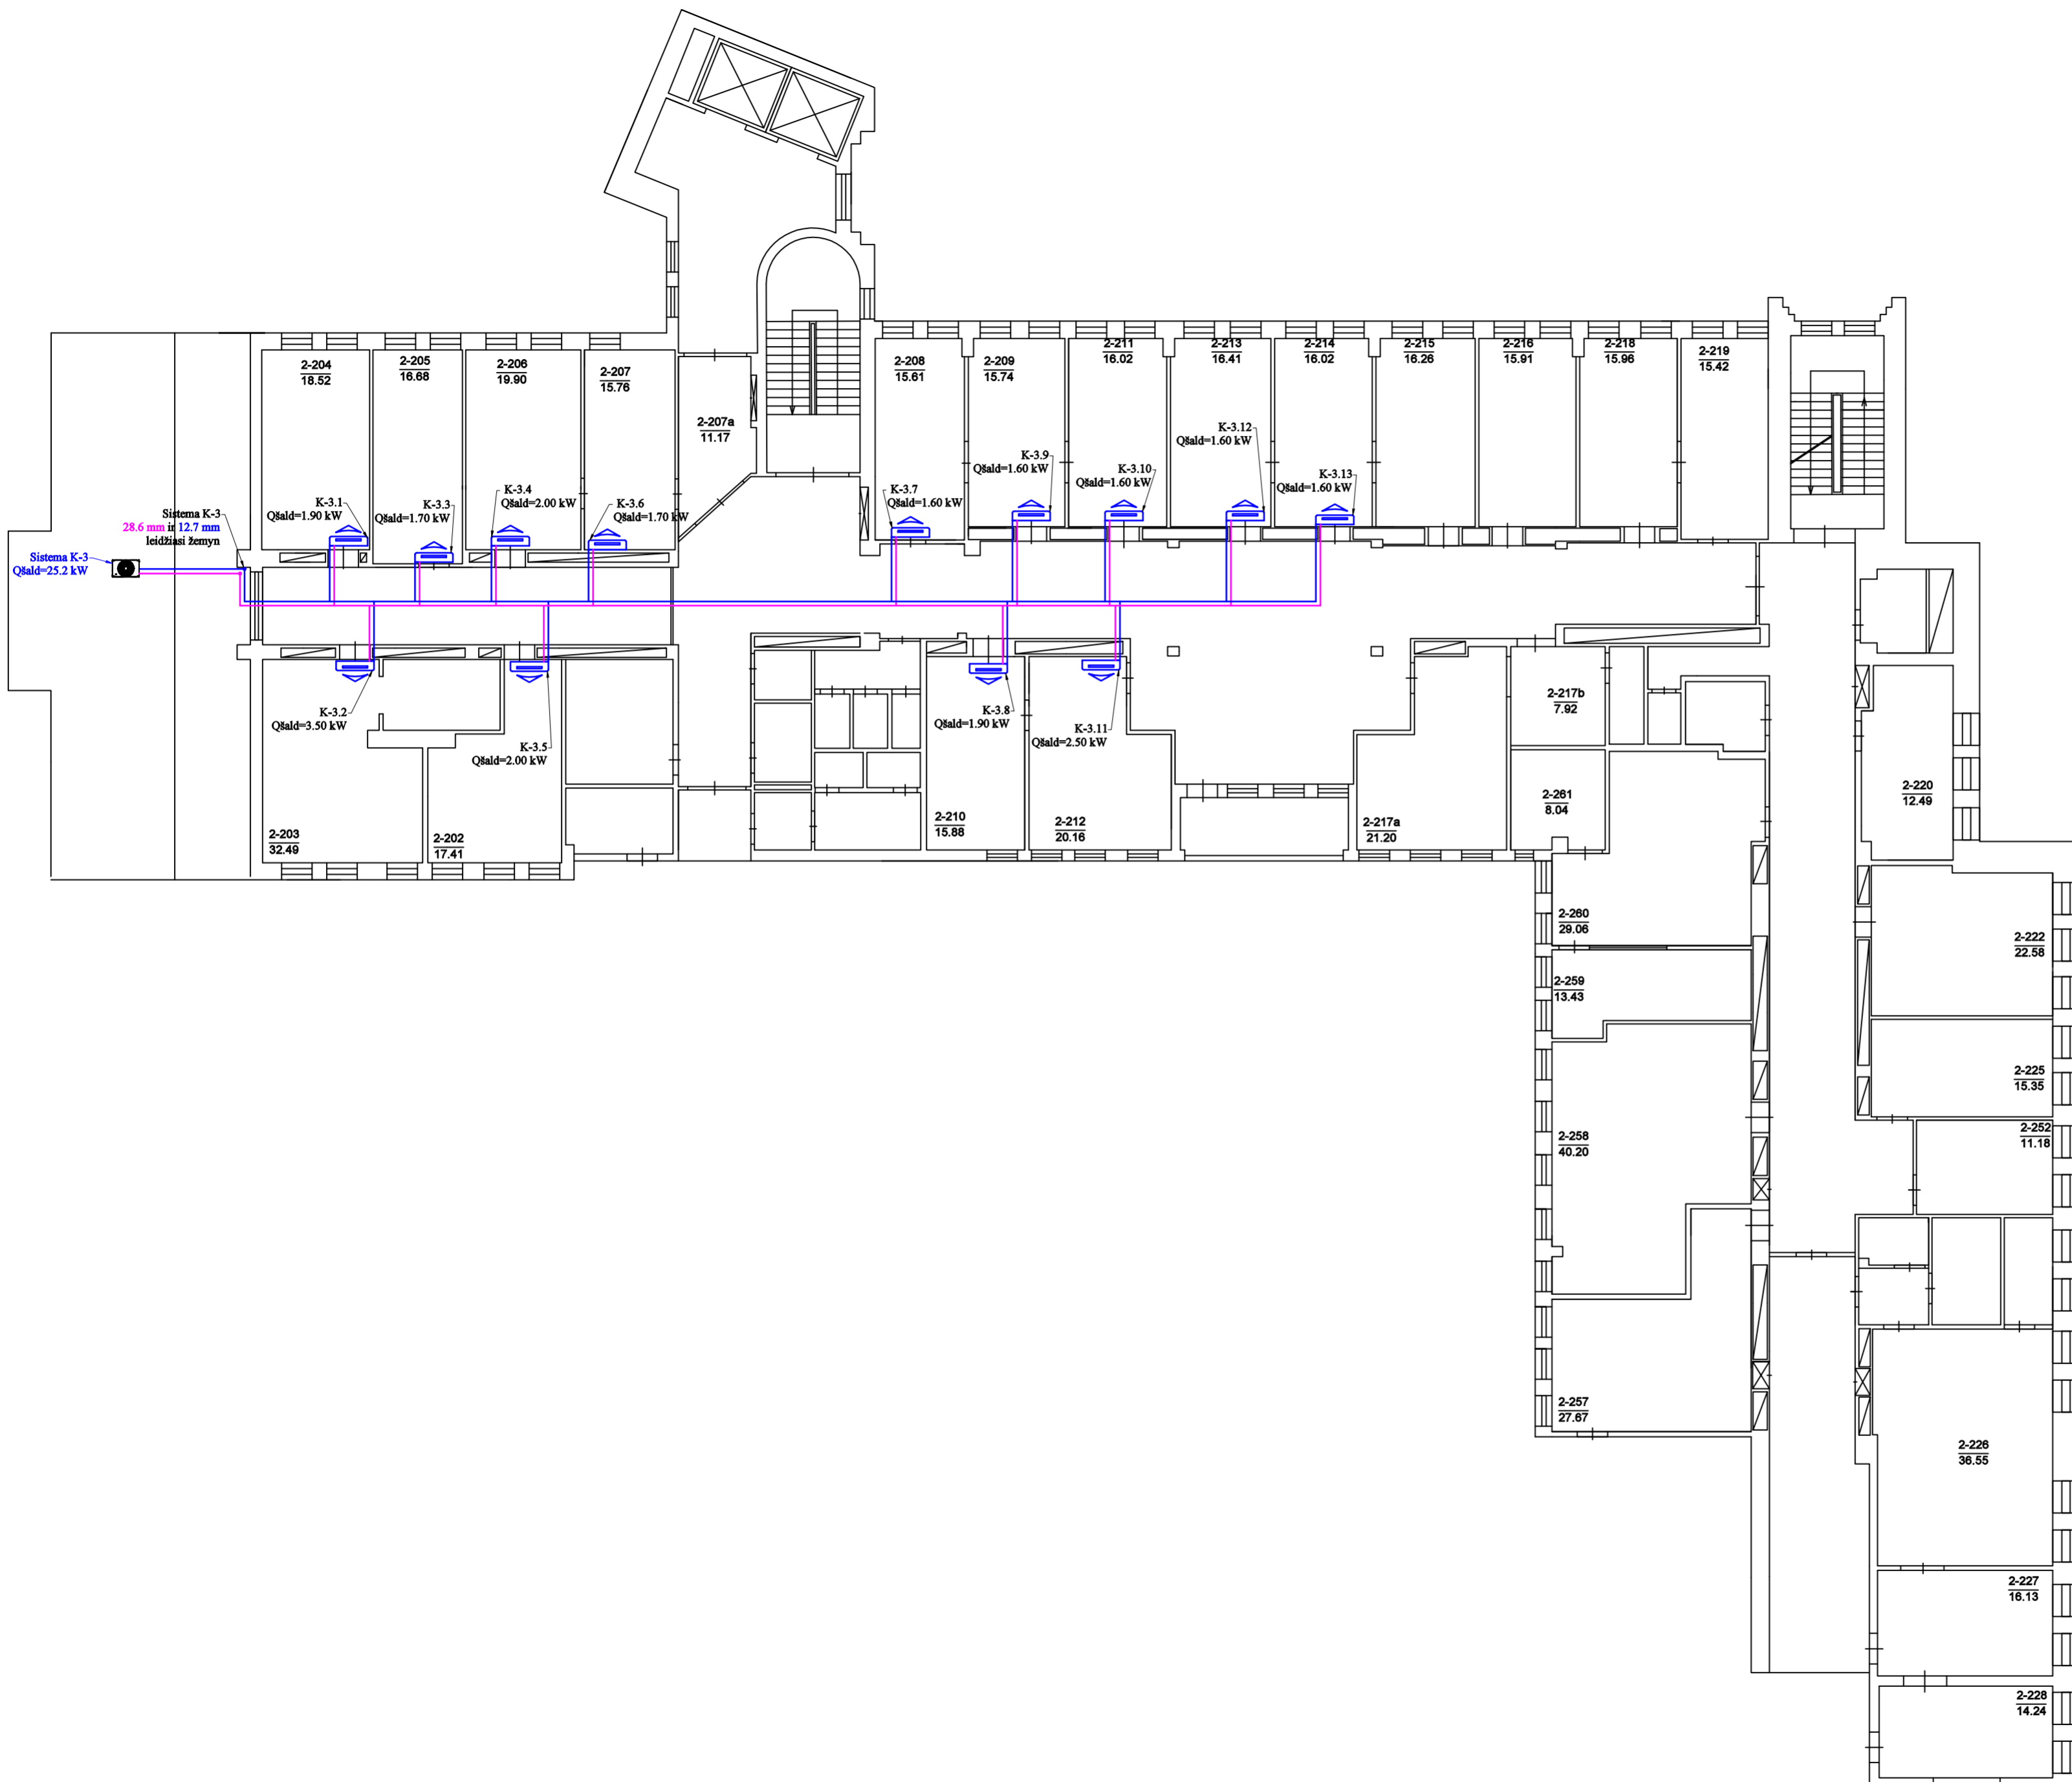 2-204
18.52
2-205
16.68
2-206
19.90
2-207
15.76
2-207a
11.17
2-208
15.61
2-209
15.74
2-211
16.02
2-213
16.41
2-214
16.02
2-215
16.26
2-216
15.91
2-218
15.96
2-219
15.42
Sistema K-3
28.6 mm ir 12.7 mm
leidžiasi žemyn
Sistema K-3
Qšald=25.2 kW
K-3.1
Qšald=1.90 kW
K-3.3
Qšald=1.70 kW
K-3.4
Qšald=2.00 kW
K-3.6
Qšald=1.70 kW
K-3.7
Qšald=1.60 kW
K-3.9
Qšald=1.60 kW
K-3.10
Qšald=1.60 kW
K-3.12
Qšald=1.60 kW
K-3.13
Qšald=1.60 kW
K-3.2
Qšald=3.50 kW
K-3.5
Qšald=2.00 kW
K-3.8
Qšald=1.90 kW
K-3.11
Qšald=2.50 kW
2-203
32.49
2-202
17.41
2-210
15.88
2-212
20.16
2-217a
21.20
2-217b
7.92
2-261
8.04
2-220
12.49
2-260
29.06
2-222
22.58
2-259
13.43
2-225
15.35
2-258
40.20
2-252
11.18
2-257
27.67
2-226
36.55
2-227
16.13
2-228
14.24